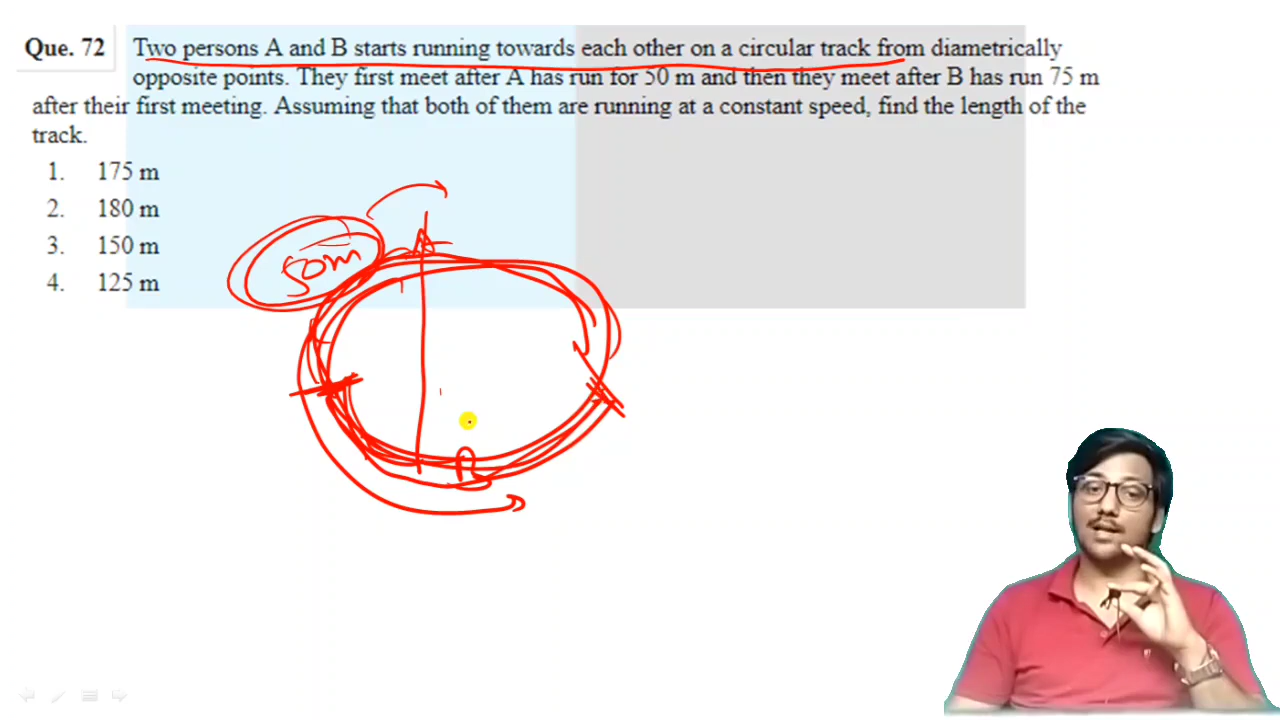 Que. 72 Two persons A and B starts running towards each other on a circular track from diametrically
opposite points. They first meet after A has run for 50 m and then they meet after B has run 75 m
after their first meeting. Assuming that both of them are running at a constant speed, find the length of the
track.
1. 175 m
2. 180 m
3. 150 m
4. 125 m
A
50m